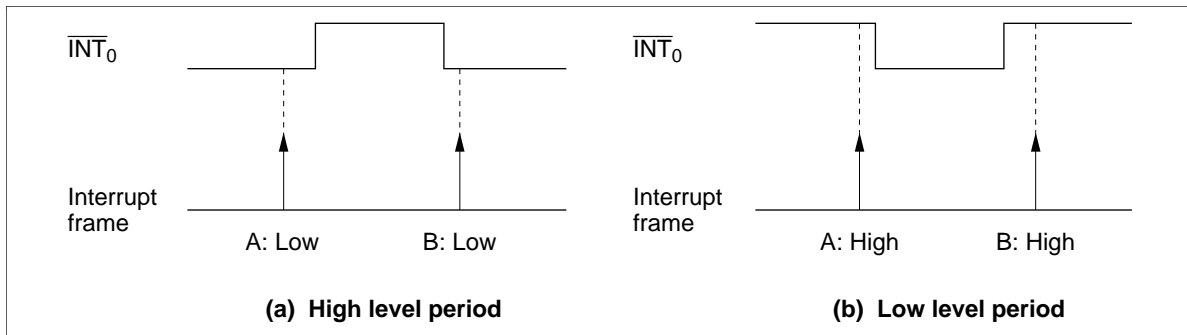 INT0
Interrupt
frame
A: Low
B: Low
(a) High level period
INT0
Interrupt
frame
A: High
B: High
(b) Low level period